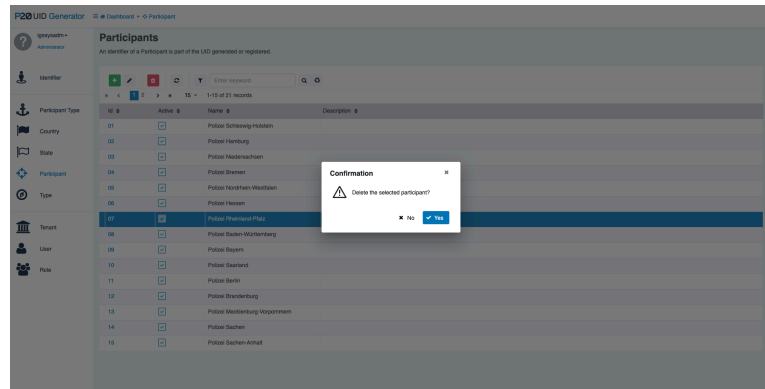 P20 UID Generator
Dashboard
Participant
igeaysadm
Administrator
Identifier
Participant Type
Country
State
Participant
Type
Tenant
User
Role
Participants
An identifier of a Participant is part of the UID generated or registered.
Enter keyword
« ‹ 1 2 › » 15 1-15 of 21 records
Id Active Name Description
01 Polizei Schleswig-Holstein
02 Polizei Hamburg
03 Polizei Niedersachsen
04 Polizei Bremen
05 Polizei Nordrhein-Westfalen
06 Polizei Hessen
07 Polizei Rheinland-Pfalz
08 Polizei Baden-Württemberg
09 Polizei Bayern
10 Polizei Saarland
11 Polizei Berlin
12 Polizei Brandenburg
13 Polizei Mecklenburg-Vorpommern
14 Polizei Sachen
15 Polizei Sachen-Anhalt
Confirmation
Delete the selected participant?
No Yes